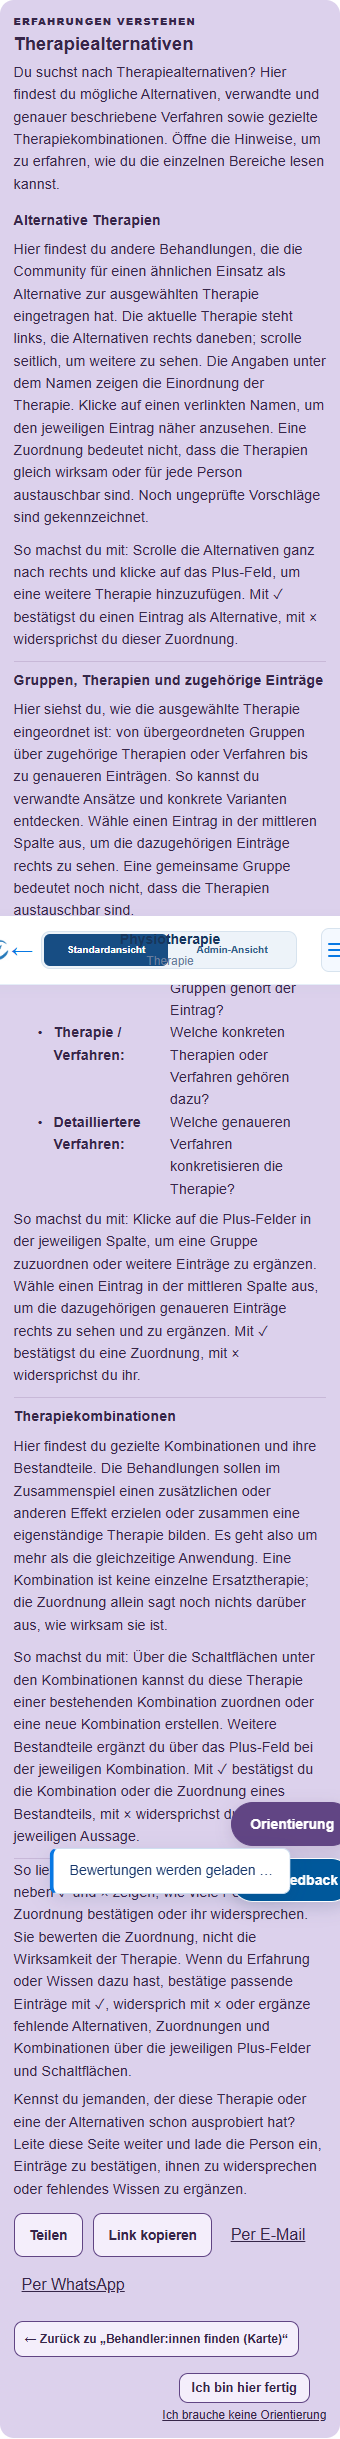 ERFAHRUNGEN VERSTEHEN
Therapiealternativen
Du suchst nach Therapiealternativen? Hier
findest du mögliche Alternativen, verwandte und
genauer beschriebene Verfahren sowie gezielte
Therapiekombinationen. Öffne die Hinweise, um
zu erfahren, wie du die einzelnen Bereiche lesen
kannst.
Alternative Therapien
Hier findest du andere Behandlungen, die die
Community für einen ähnlichen Einsatz als
Alternative zur ausgewählten Therapie
eingetragen hat. Die aktuelle Therapie steht
links, die Alternativen rechts daneben; scrolle
seitlich, um weitere zu sehen. Die Angaben unter
dem Namen zeigen die Einordnung der
Therapie. Klicke auf einen verlinkten Namen, um
den jeweiligen Eintrag näher anzusehen. Eine
Zuordnung bedeutet nicht, dass die Therapien
gleich wirksam oder für jede Person
austauschbar sind. Noch ungeprüfte Vorschläge
sind gekennzeichnet.
So machst du mit: Scrolle die Alternativen ganz
nach rechts und klicke auf das Plus-Feld, um
eine weitere Therapie hinzuzufügen. Mit ✓
bestätigst du einen Eintrag als Alternative, mit ×
widersprichst du dieser Zuordnung.
Gruppen, Therapien und zugehörige Einträge
Hier siehst du, wie die ausgewählte Therapie
eingeordnet ist: von übergeordneten Gruppen
über zugehörige Therapien oder Verfahren bis
zu genaueren Einträgen. So kannst du
verwandte Ansätze und konkrete Varianten
entdecken. Wähle einen Eintrag in der mittleren
Spalte aus, um die dazugehörigen Einträge
rechts zu sehen. Eine gemeinsame Gruppe
bedeutet noch nicht, dass die Therapien
austauschbar sind.
← Standardansicht Physiotherapie Admin-Ansicht
Therapie
Gruppen gehört der
Eintrag?
• Therapie / Welche konkreten
Verfahren: Therapien oder
Verfahren gehören
dazu?
• Detailliertere Welche genaueren
Verfahren: Verfahren
konkretisieren die
Therapie?
So machst du mit: Klicke auf die Plus-Felder in
der jeweiligen Spalte, um eine Gruppe
zuzuordnen oder weitere Einträge zu ergänzen.
Wähle einen Eintrag in der mittleren Spalte aus,
um die dazugehörigen genaueren Einträge
rechts zu sehen und zu ergänzen. Mit ✓
bestätigst du eine Zuordnung, mit ×
widersprichst du ihr.
Therapiekombinationen
Hier findest du gezielte Kombinationen und ihre
Bestandteile. Die Behandlungen sollen im
Zusammenspiel einen zusätzlichen oder
anderen Effekt erzielen oder zusammen eine
eigenständige Therapie bilden. Es geht also um
mehr als die gleichzeitige Anwendung. Eine
Kombination ist keine einzelne Ersatztherapie;
die Zuordnung allein sagt noch nichts darüber
aus, wie wirksam sie ist.
So machst du mit: Über die Schaltflächen unter
den Kombinationen kannst du diese Therapie
einer bestehenden Kombination zuordnen oder
eine neue Kombination erstellen. Weitere
Bestandteile ergänzt du über das Plus-Feld bei
der jeweiligen Kombination. Mit ✓ bestätigst du
die Kombination oder die Zuordnung eines
Bestandteils, mit × widersprichst
jeweiligen Aussage.
Orientierung
Bewertungen werden geladen …
So
Zuordnung bestätigen oder ihr widersprechen.
Sie bewerten die Zuordnung, nicht die
Wirksamkeit der Therapie. Wenn du Erfahrung
oder Wissen dazu hast, bestätige passende
Einträge mit ✓, widersprich mit × oder ergänze
fehlende Alternativen, Zuordnungen und
Kombinationen über die jeweiligen Plus-Felder
und Schaltflächen.
Kennst du jemanden, der diese Therapie oder
eine der Alternativen schon ausprobiert hat?
Leite diese Seite weiter und lade die Person ein,
Einträge zu bestätigen, ihnen zu widersprechen
oder fehlendes Wissen zu ergänzen.
Teilen Link kopieren Per E-Mail
Per WhatsApp
← Zurück zu „Behandler:innen finden (Karte)“
Ich bin hier fertig
Ich brauche keine Orientierung